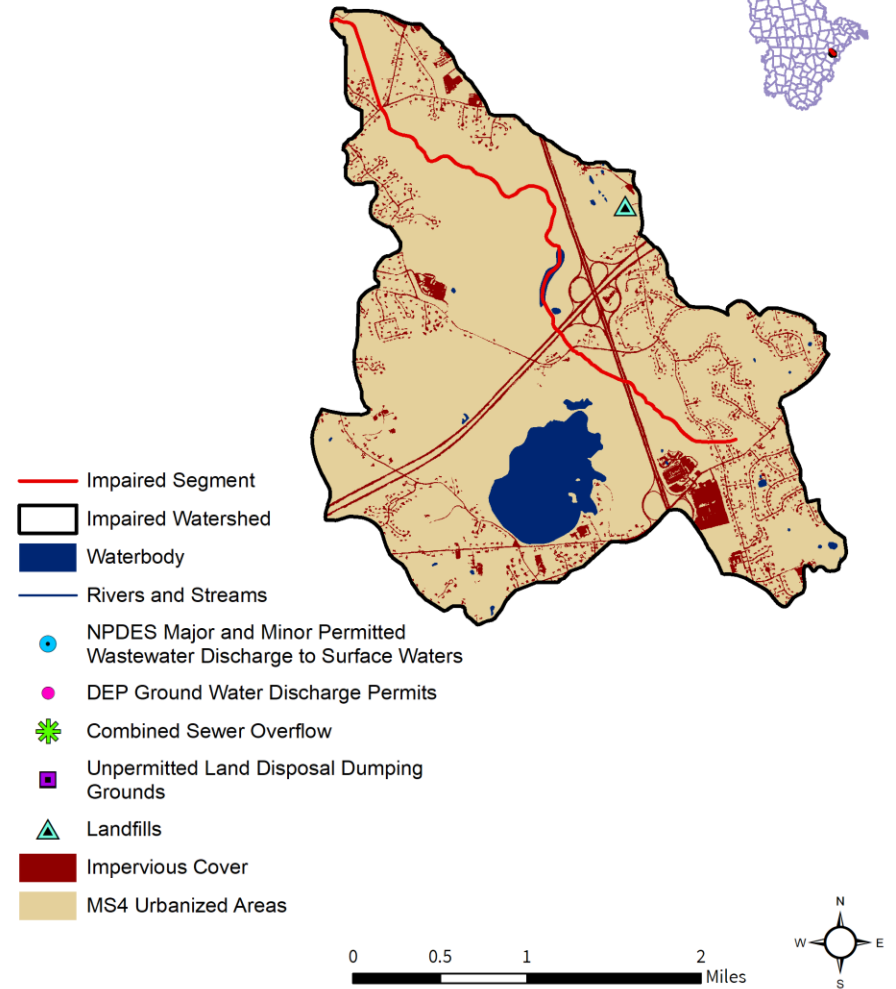 Impaired Segment
Impaired Watershed
Waterbody
Rivers and Streams
NPDES Major and Minor Permitted
Wastewater Discharge to Surface Waters
DEP Ground Water Discharge Permits
Combined Sewer Overflow
Unpermitted Land Disposal Dumping
Grounds
Landfills
Impervious Cover
MS4 Urbanized Areas
0 0.5 1 2
Miles
N
W E
S